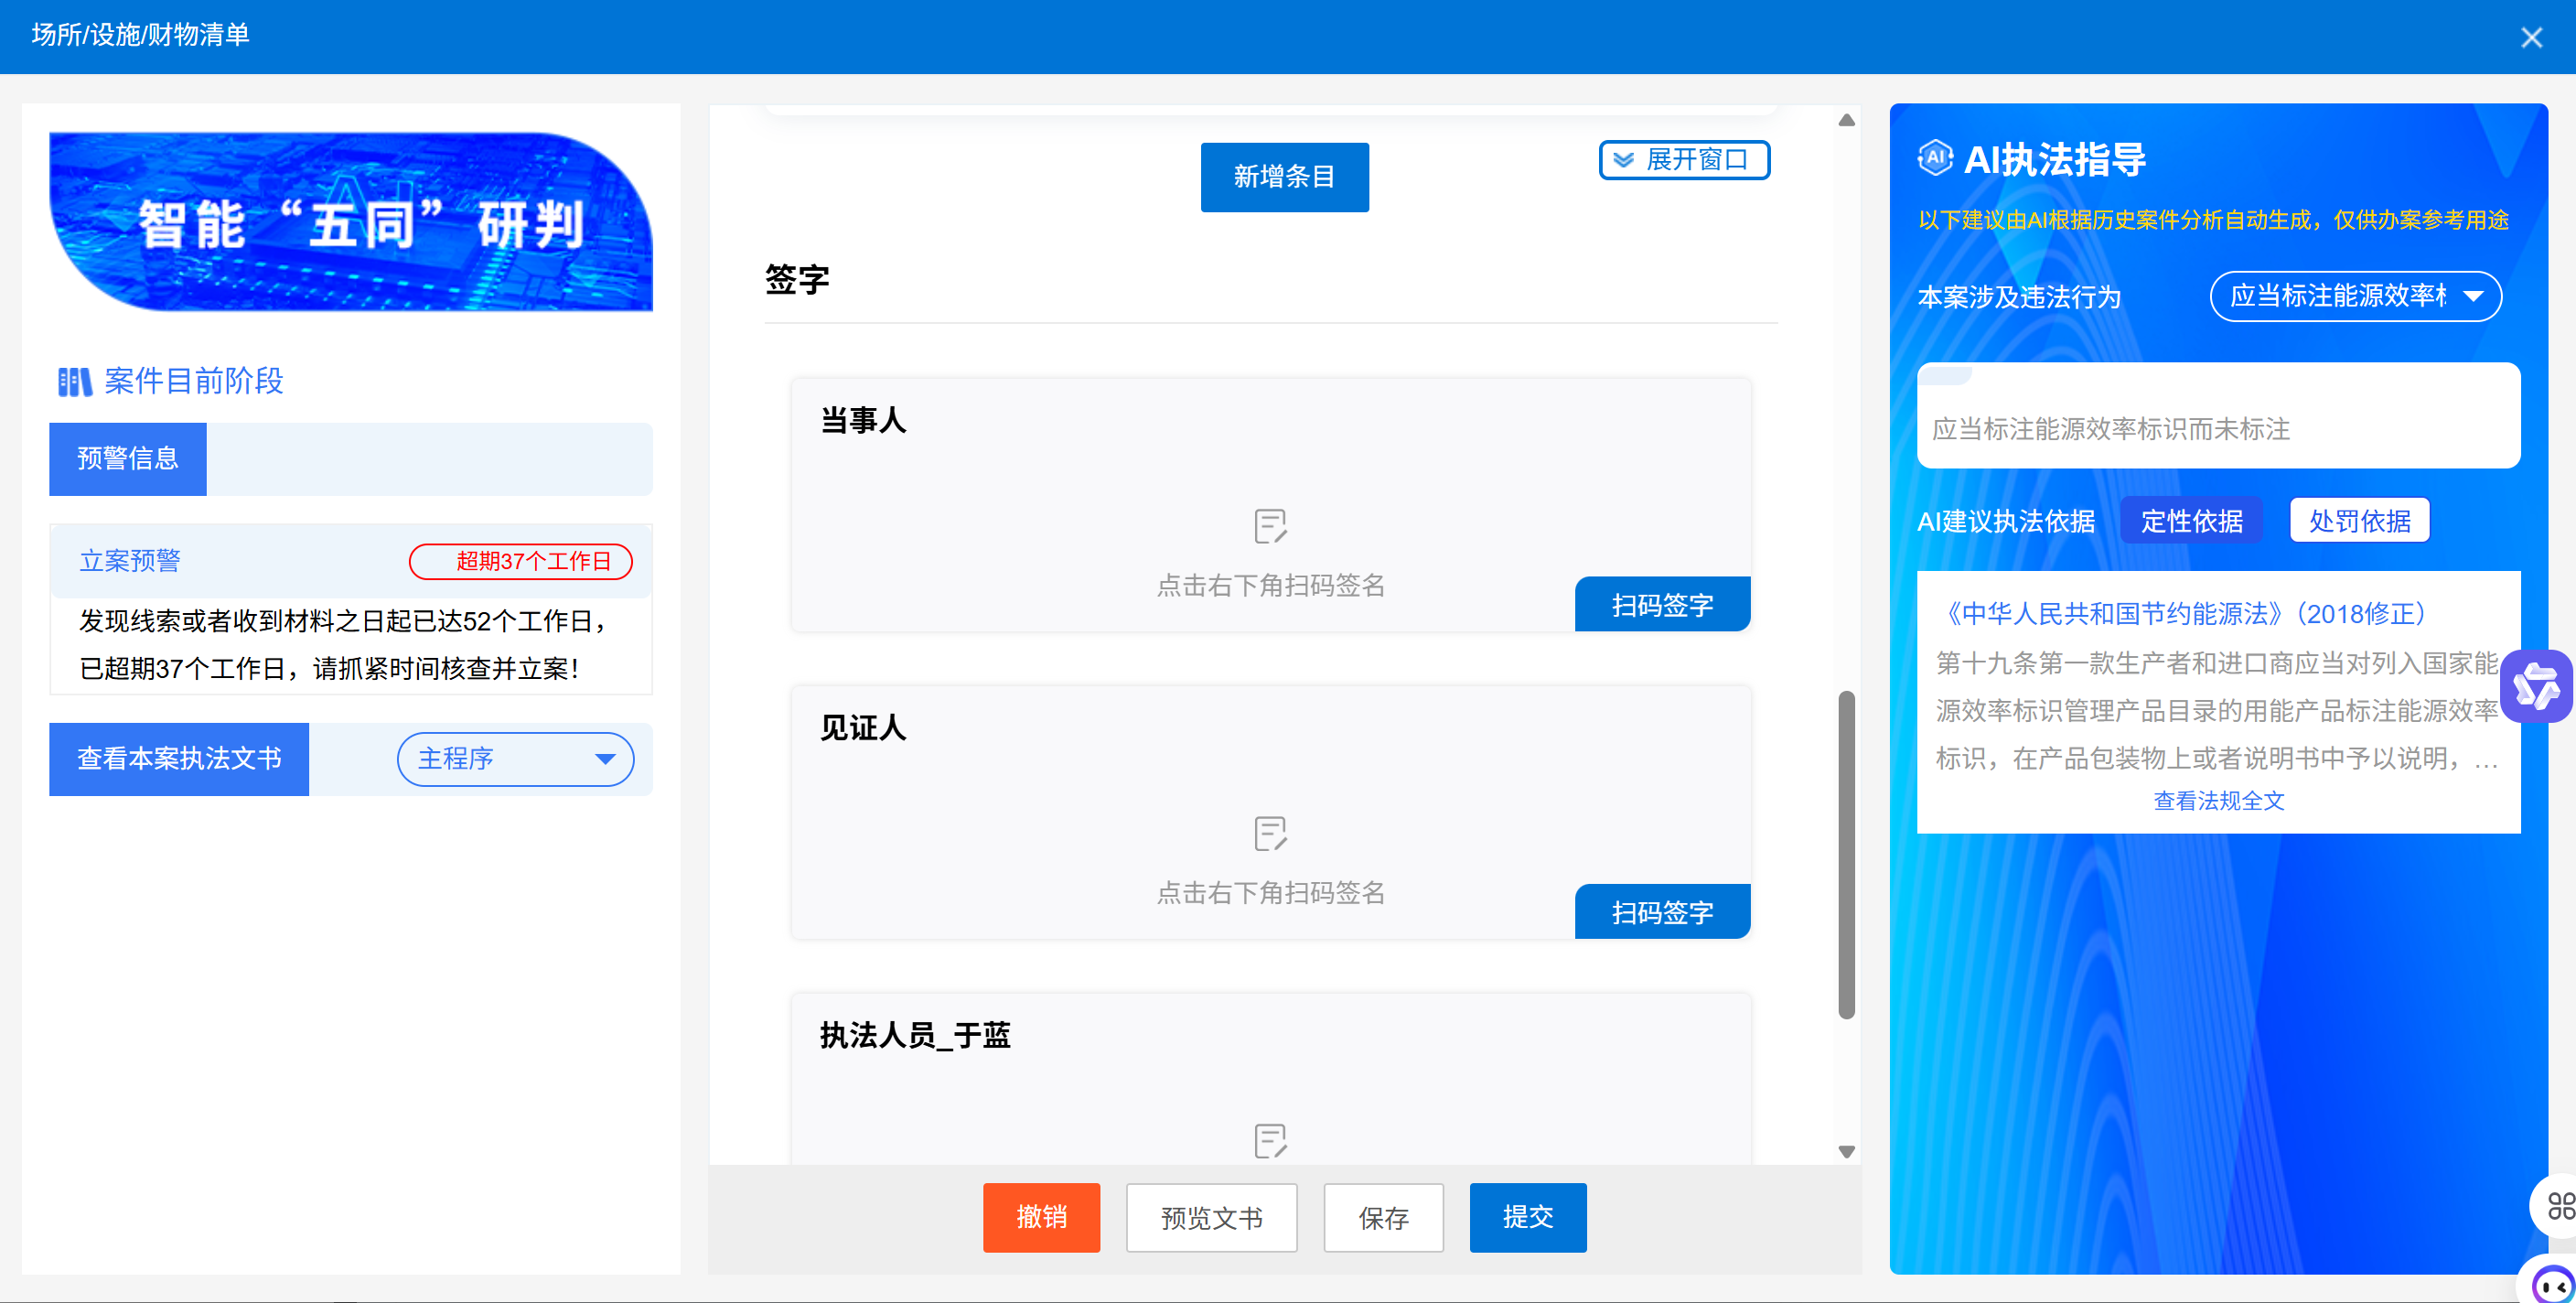 场所/设施/财物清单
智能“五同”研判
案件目前阶段
预警信息
立案预警
超期37个工作日
发现线索或者收到材料之日起已达52个工作日，
已超期37个工作日，请抓紧时间核查并立案！
查看本案执法文书
主程序
新增条目
展开窗口
签字
当事人
点击右下角扫码签名
扫码签字
见证人
点击右下角扫码签名
扫码签字
执法人员_于蓝
撤销
预览文书
保存
提交
AI执法指导
以下建议由AI根据历史案件分析自动生成，仅供办案参考用途
本案涉及违法行为
应当标注能源效率
应当标注能源效率标识而未标注
AI建议执法依据
定性依据
处罚依据
《中华人民共和国节约能源法》（2018修正）
第十九条第一款生产者和进口商应当对列入国家能
源效率标识管理产品目录的用能产品标注能源效率
标识，在产品包装物上或者说明书中予以说明，...
查看法规全文